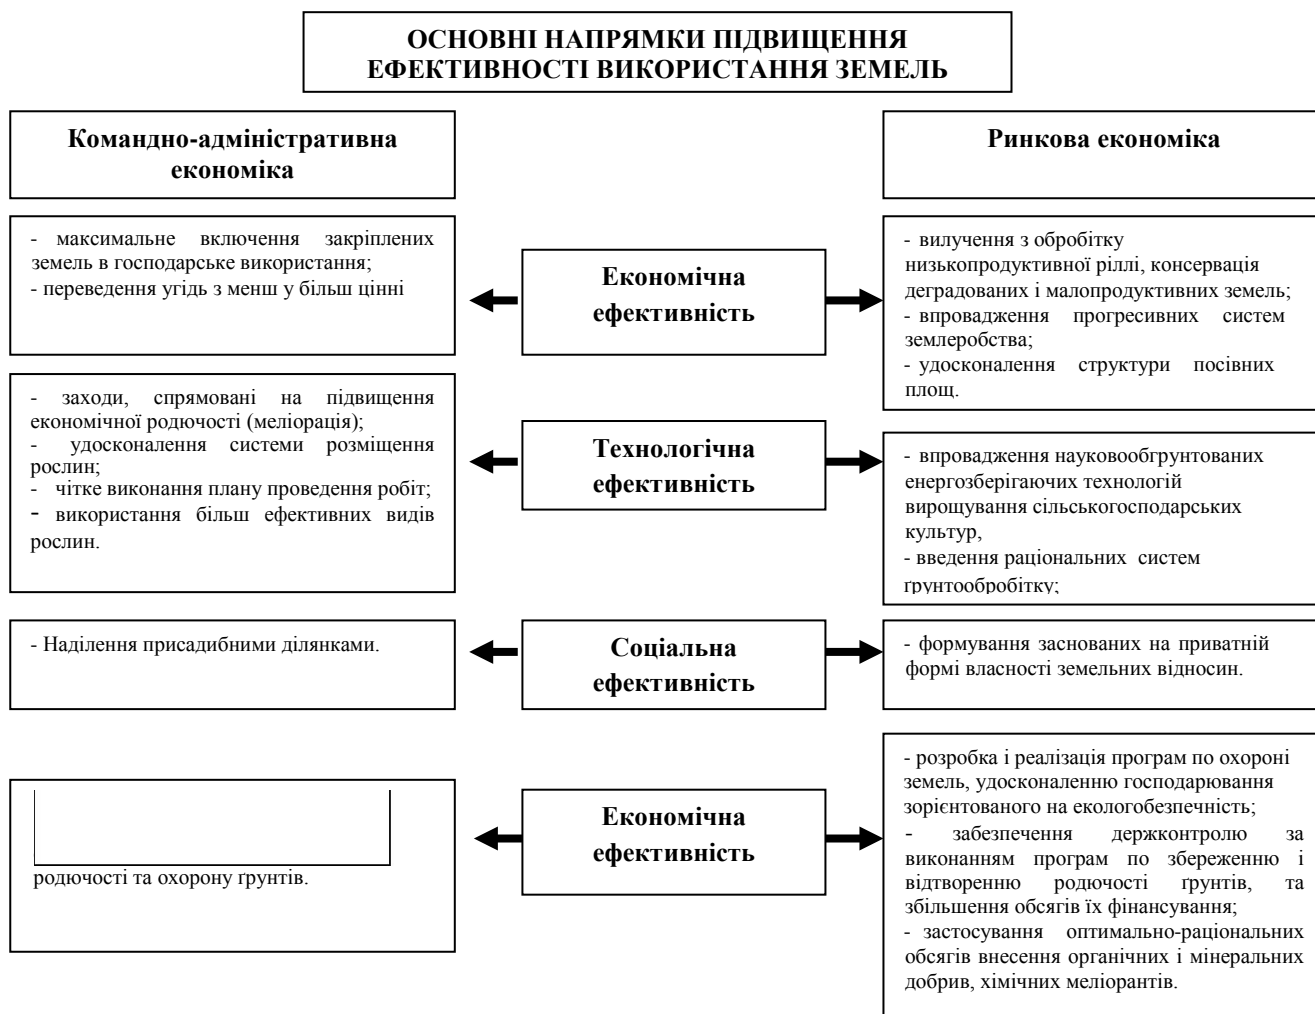 ОСНОВНІ НАПРЯМКИ ПІДВИЩЕННЯ
ЕФЕКТИВНОСТІ ВИКОРИСТАННЯ ЗЕМЕЛЬ
Командно-адміністративна
економіка
Ринкова економіка
- максимальне включення закріплених
земель в господарське використання;
- переведення угідь з менш у більш цінні
Економічна
ефективність
- вилучення з обробітку
низькопродуктивної ріллі, консервація
деградованих і малопродуктивних земель;
- впровадження прогресивних систем
землеробства;
- удосконалення структури посівних
площ.
- заходи, спрямовані на підвищення
економічної родючості (меліорація);
- удосконалення системи розміщення
рослин;
- чітке виконання плану проведення робіт;
- використання більш ефективних видів
рослин.
Технологічна
ефективність
- впровадження науковообгрунтованих
енергозберігаючих технологій
вирощування сільськогосподарських
культур,
- введення раціональних систем
ґрунтообробітку;
- Наділення присадибними ділянками.
Соціальна
ефективність
- формування заснованих на приватній
формі власності земельних відносин.
родючості та охорону ґрунтів.
Економічна
ефективність
- розробка і реалізація програм по охороні
земель, удосконаленню господарювання
зорієнтованого на екологобезпечність;
- забезпечення держконтролю за
виконанням програм по збереженню і
відтворенню родючості ґрунтів, та
збільшення обсягів їх фінансування;
- застосування оптимально-раціональних
обсягів внесення органічних і мінеральних
добрив, хімічних меліорантів.